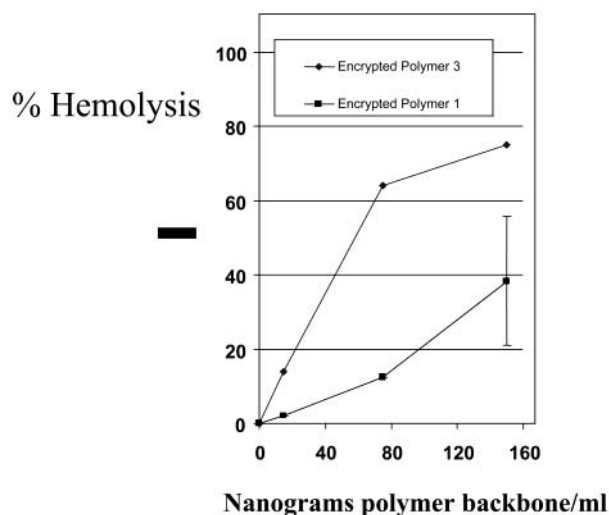 100
Encrypted Polymer 3
Encrypted Polymer 1
% Hemolysis
80
60
40
20
0
0 40 80 120 160
Nanograms polymer backbone/ml